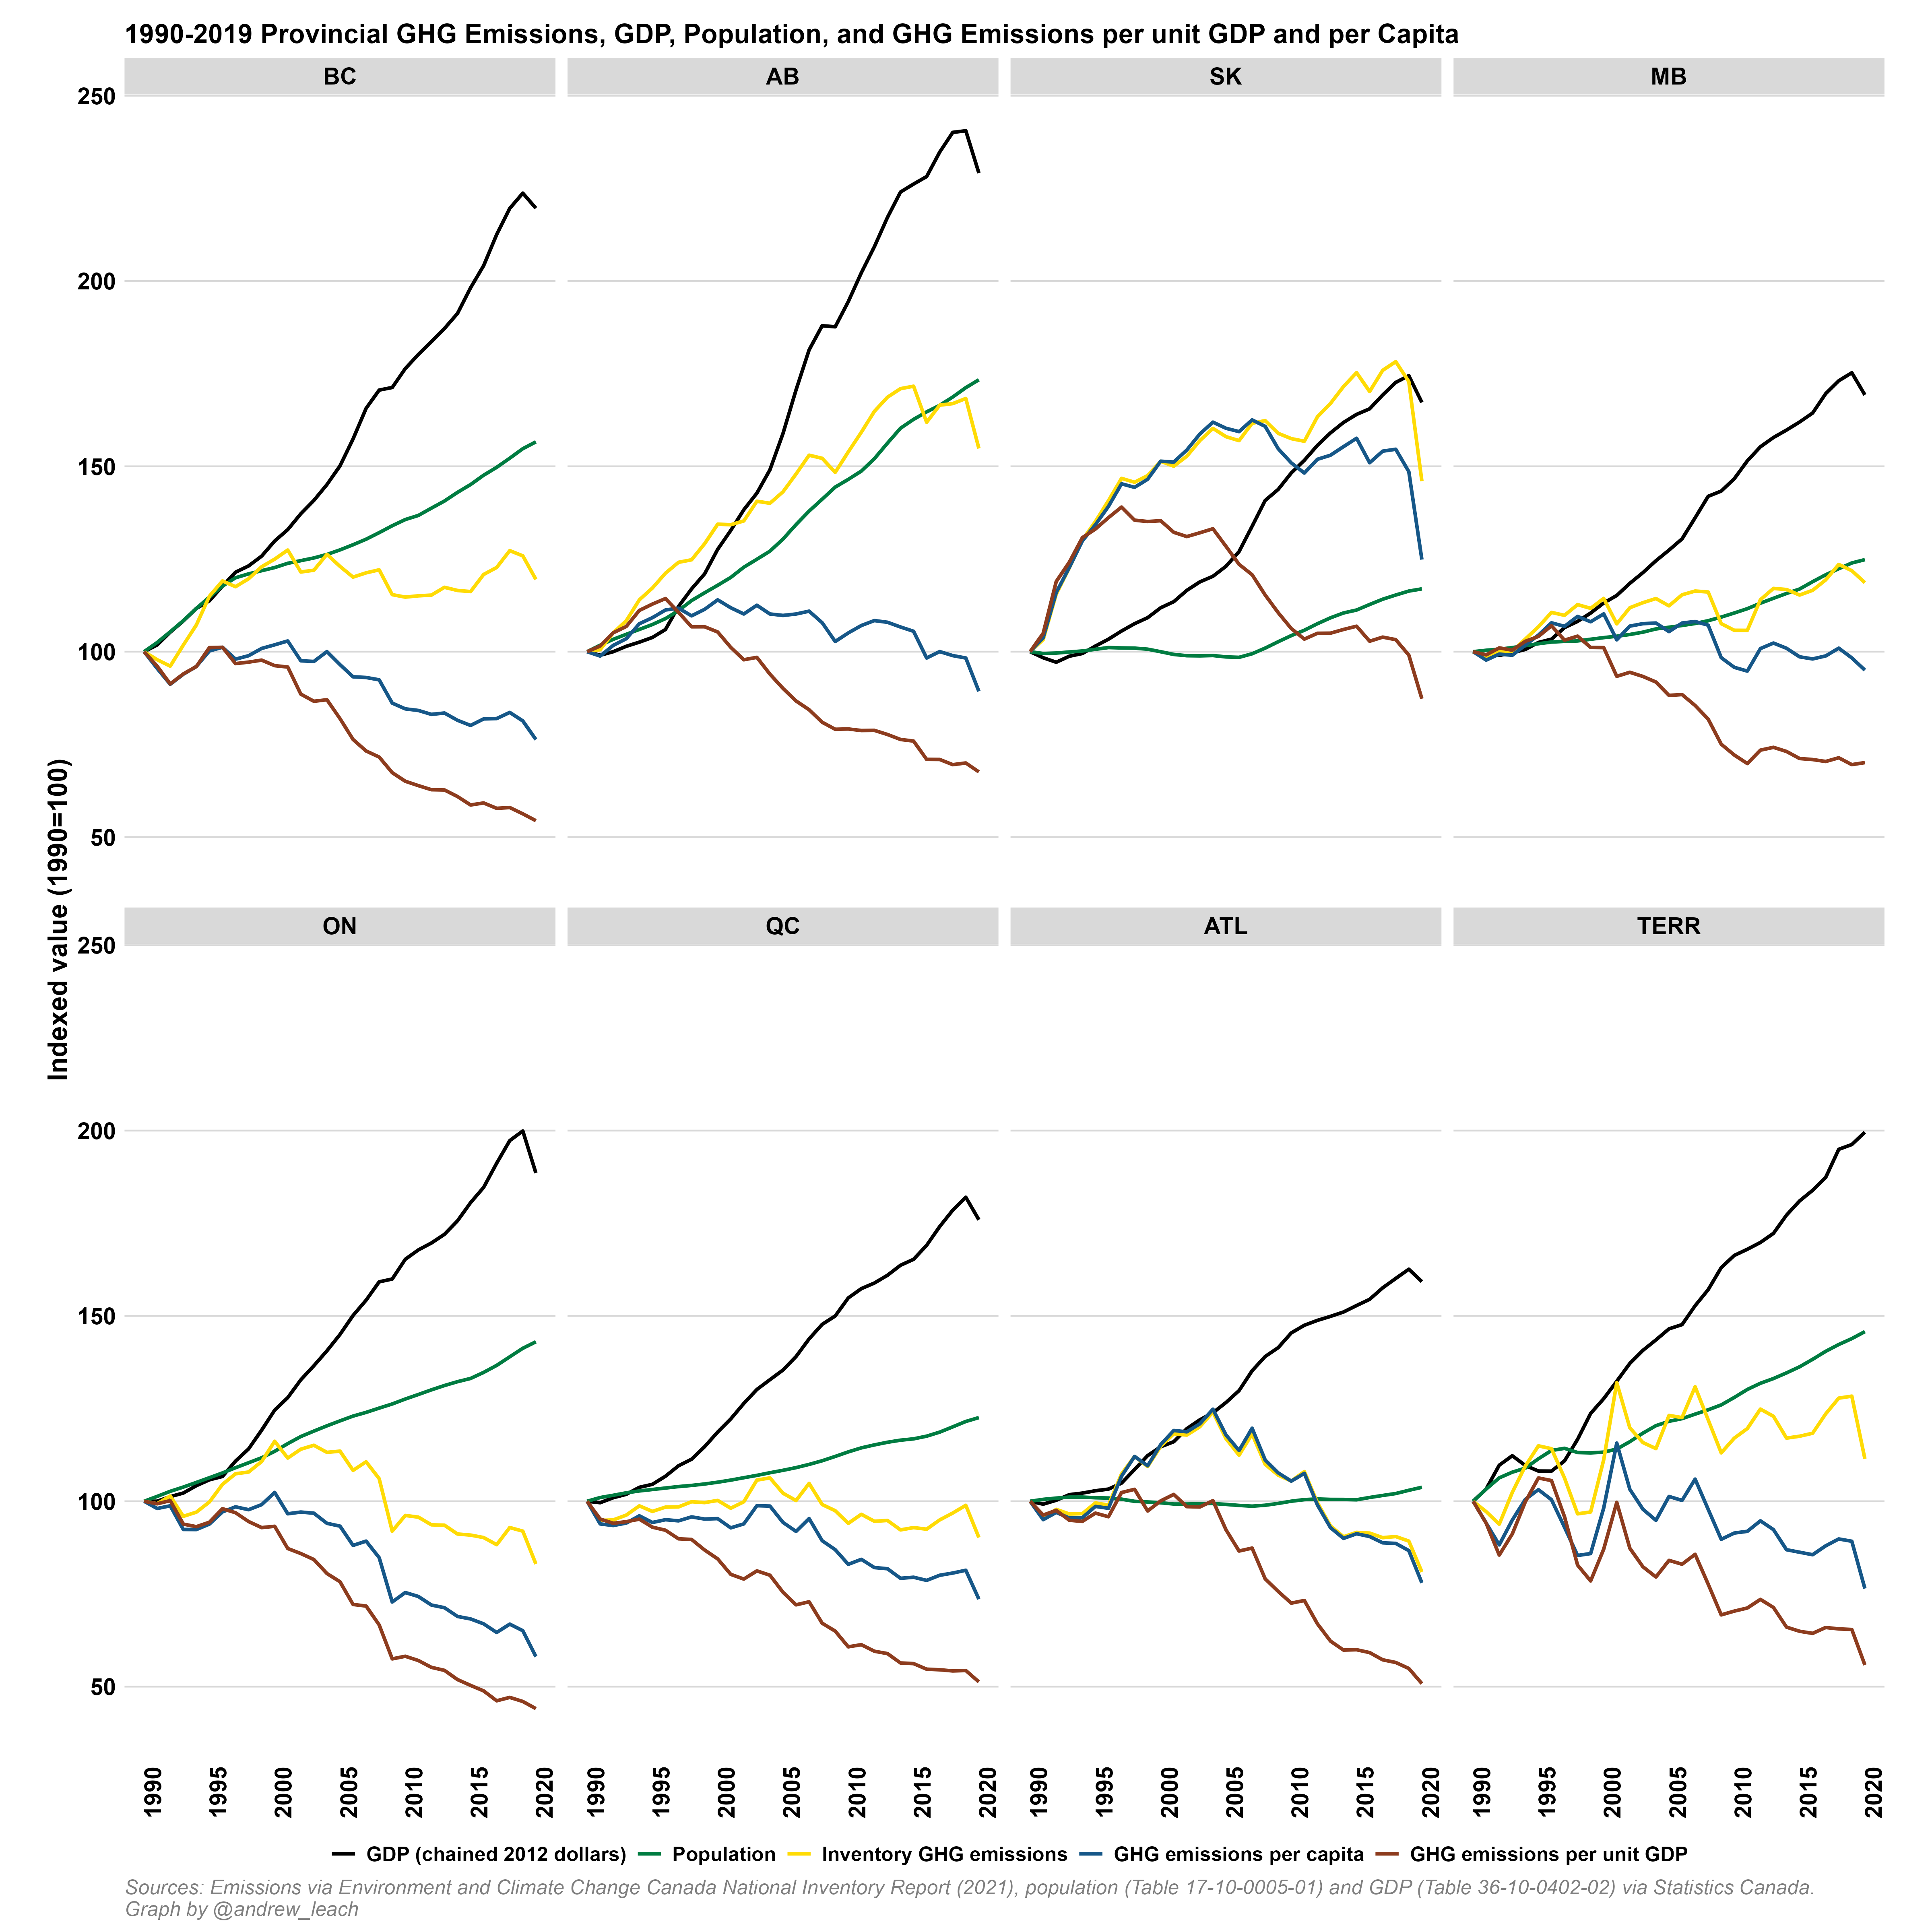 1990-2019 Provincial GHG Emissions, GDP, Population, and GHG Emissions per unit GDP and per Capita
BC AB SK MB
250
200
150
100
50
Indexed value (1990=100)
ON QC ATL TERR
250
200
150
100
50
1990 1995 2000 2005 2010 2015 2020 1990 1995 2000 2005 2010 2015 2020 1990 1995 2000 2005 2010 2015 2020 1990 1995 2000 2005 2010 2015 2020
GDP (chained 2012 dollars) Population Inventory GHG emissions GHG emissions per capita GHG emissions per unit GDP
Sources: Emissions via Environment and Climate Change Canada National Inventory Report (2021), population (Table 17-10-0005-01) and GDP (Table 36-10-0402-02) via Statistics Canada.
Graph by @andrew_leach